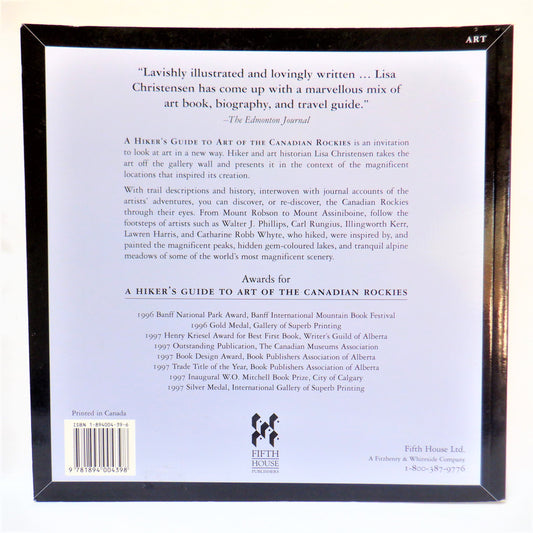 ART
“Lavishly illustrated and lovingly written … Lisa
Christensen has come up with a marvellous mix of
art book, biography, and travel guide.”
–The Edmonton Journal
A HIKER’S GUIDE TO ART OF THE CANADIAN ROCKIES is an invitation
to look at art in a new way. Hiker and art historian Lisa Christensen takes the
art off the gallery wall and presents it in the context of the magnificent
locations that inspired its creation.
With trail descriptions and history, interwoven with journal accounts of the
artists’ adventures, you can discover, or re-discover, the Canadian Rockies
through their eyes. From Mount Robson to Mount Assiniboine, follow the
footsteps of artists such as Walter J. Phillips, Carl Rungius, Illingworth Kerr,
Lawren Harris, and Catharine Robb Whyte, who hiked, were inspired by, and
painted the magnificent peaks, hidden gem-coloured lakes, and tranquil alpine
meadows of some of the world’s most magnificent scenery.
Awards for
A HIKER’S GUIDE TO ART OF THE CANADIAN ROCKIES
1996 Banff National Park Award, Banff International Mountain Book Festival
1996 Gold Medal, Gallery of Superb Printing
1997 Henry Kriesel Award for Best First Book, Writer’s Guild of Alberta
1997 Outstanding Publication, The Canadian Museums Association
1997 Book Design Award, Book Publishers Association of Alberta
1997 Trade Title of the Year, Book Publishers Association of Alberta
1997 Inaugural W.O. Mitchell Book Prize, City of Calgary
1997 Silver Medal, International Gallery of Superb Printing
Printed in Canada
ISBN 1-894004-39-6
9 781894 004398
FIFTH
HOUSE
PUBLISHERS
Fifth House Ltd.
A Fitzhenry & Whiteside Company
1-800-387-9776